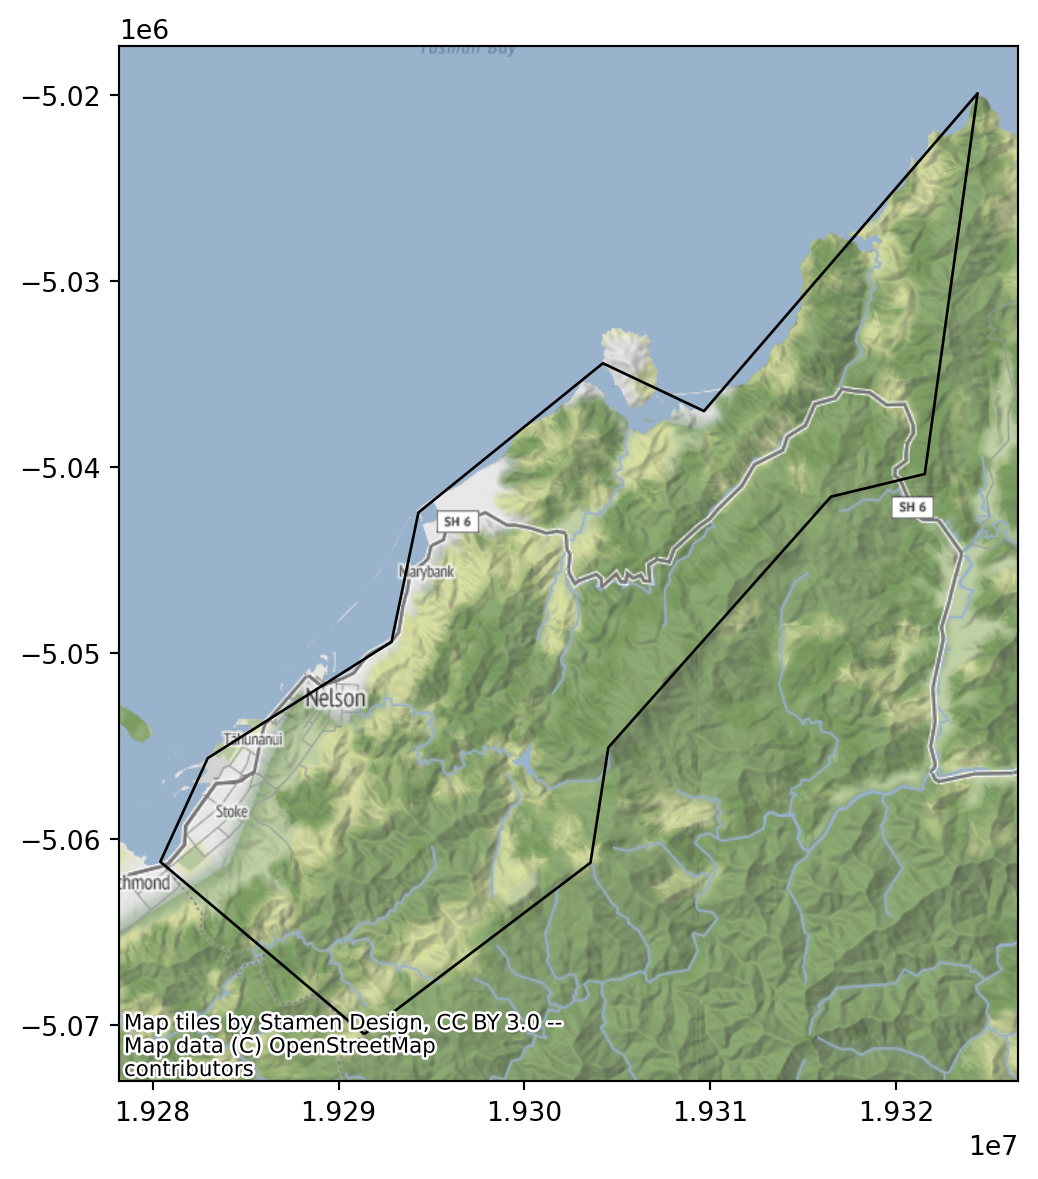 1e6
Tasman Bay
−5.02
−5.03
−5.04
SH 6
SH 6
Marybank
−5.05
Nelson
Tāhunanui
Stoke
−5.06
chmond
−5.07
Map tiles by Stamen Design, CC BY 3.0 --
Map data (C) OpenStreetMap
contributors
1.928 1.929 1.930 1.931 1.932
1e7